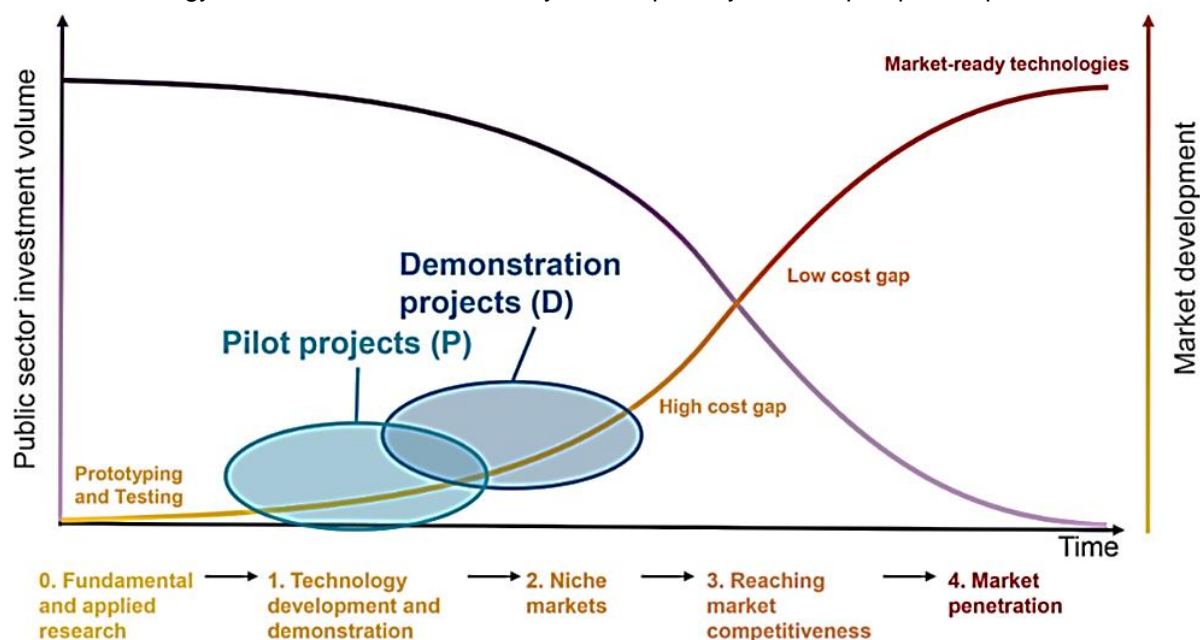 Public sector investment volume
Market-ready technologies
Market development
Low cost gap
Demonstration
projects (D)
Pilot projects (P)
High cost gap
Prototyping
and Testing
Time
0. Fundamental
and applied
research
1. Technology
development and
demonstration
2. Niche
markets
3. Reaching
market
competitiveness
4. Market
penetration